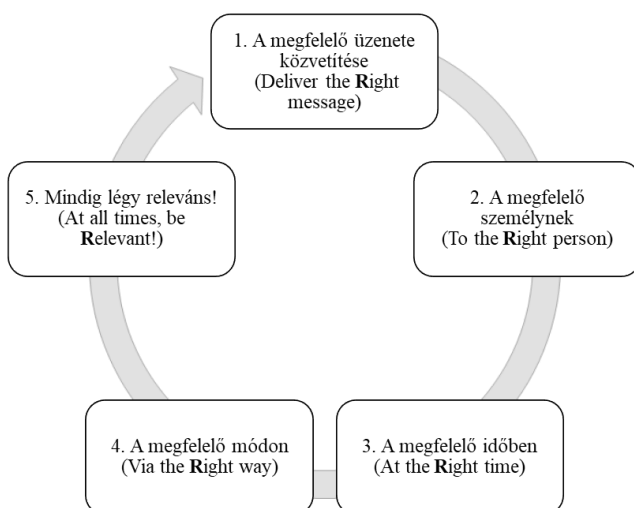 1. A megfelelő üzenete
közvetítése
(Deliver the Right
message)
2. A megfelelő
személynek
(To the Right person)
3. A megfelelő időben
(At the Right time)
4. A megfelelő módon
(Via the Right way)
5. Mindig légy releváns!
(At all times, be
Relevant!)